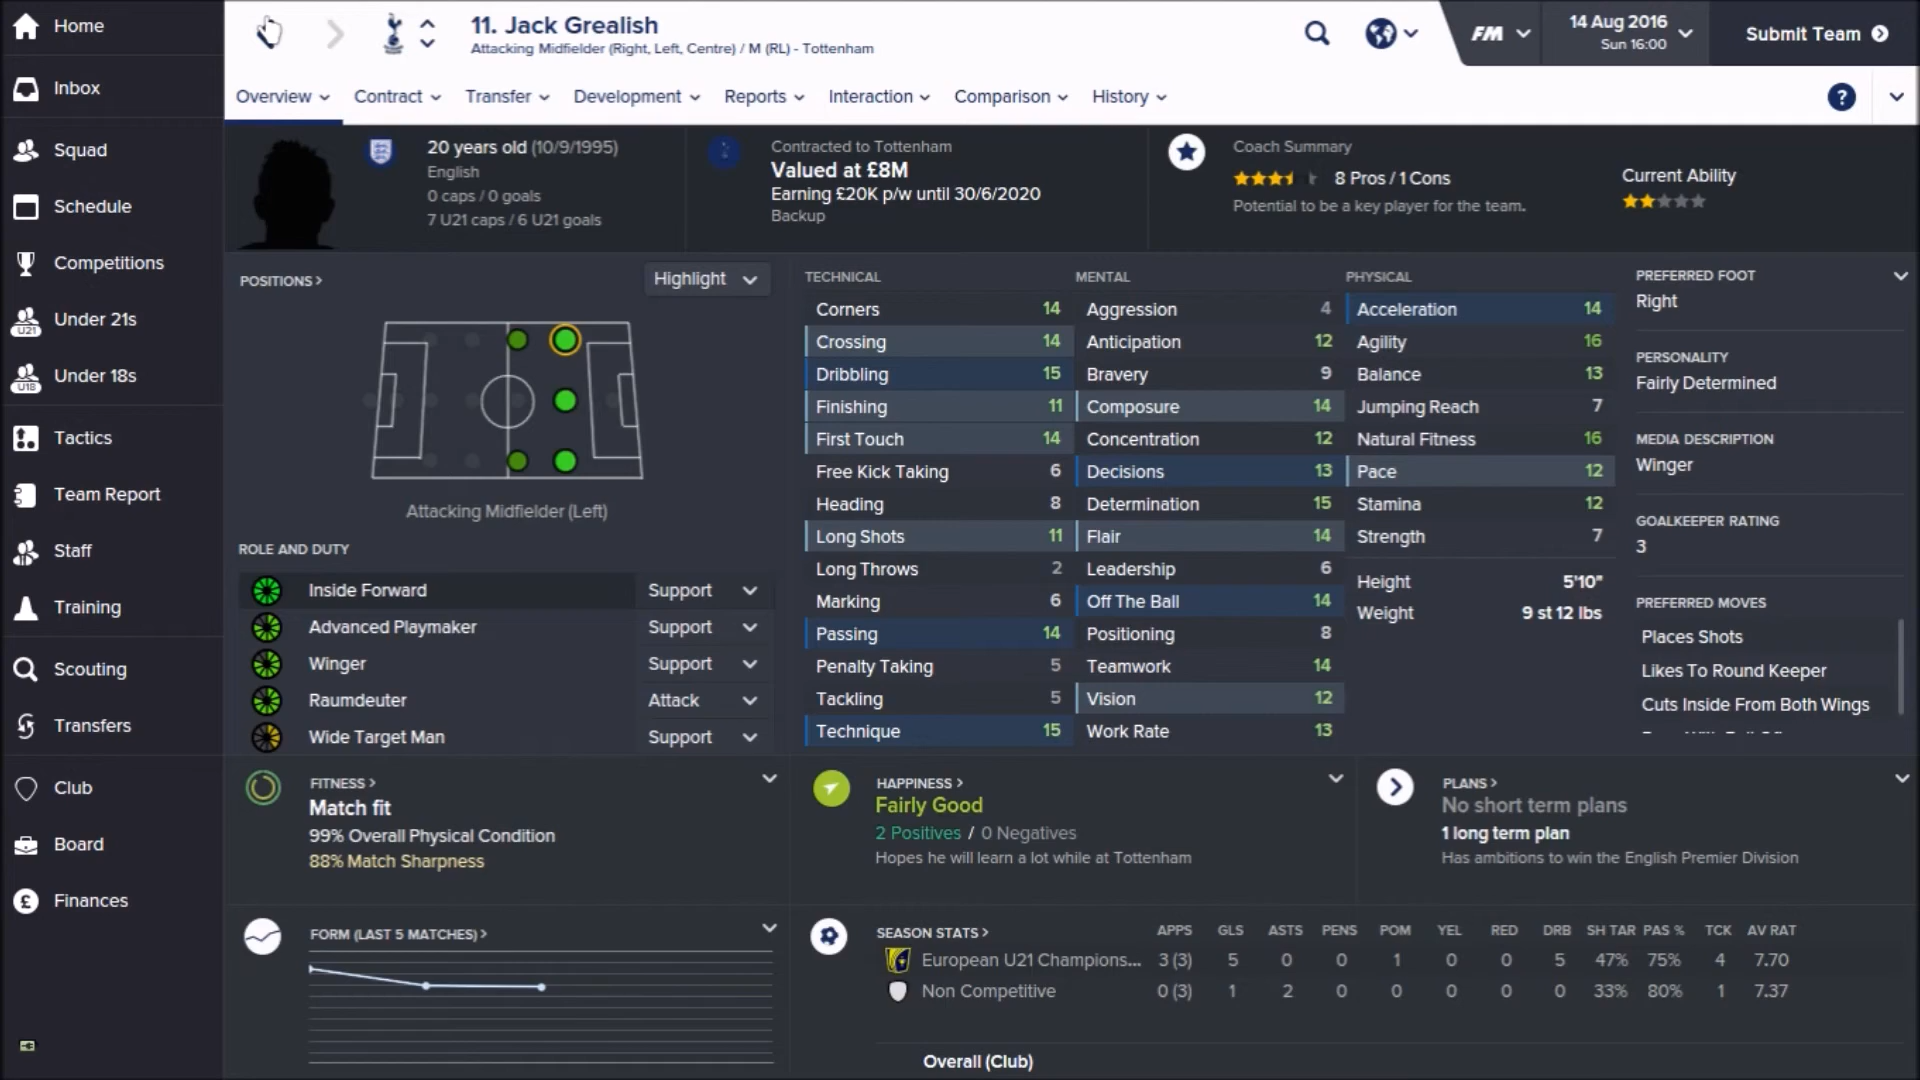 Home
Inbox
Squad
Schedule
Competitions
U21 Under 21s
U18 Under 18s
Tactics
Team Report
Staff
Training
Scouting
Transfers
Club
Board
£ Finances
11. Jack Grealish
Attacking Midfielder (Right, Left, Centre) / M (RL) - Tottenham
FM
14 Aug 2016
Sun 16:00
Submit Team
Overview Contract Transfer Development Reports Interaction Comparison History ?
20 years old (10/9/1995)
English
0 caps / 0 goals
7 U21 caps / 6 U21 goals
Contracted to Tottenham
Valued at £8M
Earning £20K p/w until 30/6/2020
Backup
Coach Summary
8 Pros / 1 Cons
Potential to be a key player for the team.
Current Ability
POSITIONS >
Highlight
Attacking Midfielder (Left)
ROLE AND DUTY
Inside Forward Support
Advanced Playmaker Support
Winger Support
Raumdeuter Attack
Wide Target Man Support
TECHNICAL
Corners 14
Crossing 14
Dribbling 15
Finishing 11
First Touch 14
Free Kick Taking 6
Heading 8
Long Shots 11
Long Throws 2
Marking 6
Passing 14
Penalty Taking 5
Tackling 5
Technique 15
MENTAL
Aggression 4
Anticipation 12
Bravery 9
Composure 14
Concentration 12
Decisions 13
Determination 15
Flair 14
Leadership 6
Off The Ball 14
Positioning 8
Teamwork 14
Vision 12
Work Rate 13
PHYSICAL
Acceleration 14
Agility 16
Balance 13
Jumping Reach 7
Natural Fitness 16
Pace 12
Stamina 12
Strength 7
Height 5'10"
Weight 9 st 12 lbs
PREFERRED FOOT
Right
PERSONALITY
Fairly Determined
MEDIA DESCRIPTION
Winger
GOALKEEPER RATING
3
PREFERRED MOVES
Places Shots
Likes To Round Keeper
Cuts Inside From Both Wings
FITNESS >
Match fit
99% Overall Physical Condition
88% Match Sharpness
HAPPINESS >
Fairly Good
2 Positives / 0 Negatives
Hopes he will learn a lot while at Tottenham
PLANS >
No short term plans
1 long term plan
Has ambitions to win the English Premier Division
FORM (LAST 5 MATCHES) >
SEASON STATS > APPS GLS ASTS PENS POM YEL RED DRB SH TAR PAS % TCK AV RAT
European U21 Champions... 3 (3) 5 0 0 1 0 0 5 47% 75% 4 7.70
Non Competitive 0 (3) 1 2 0 0 0 0 0 33% 80% 1 7.37
Overall (Club)